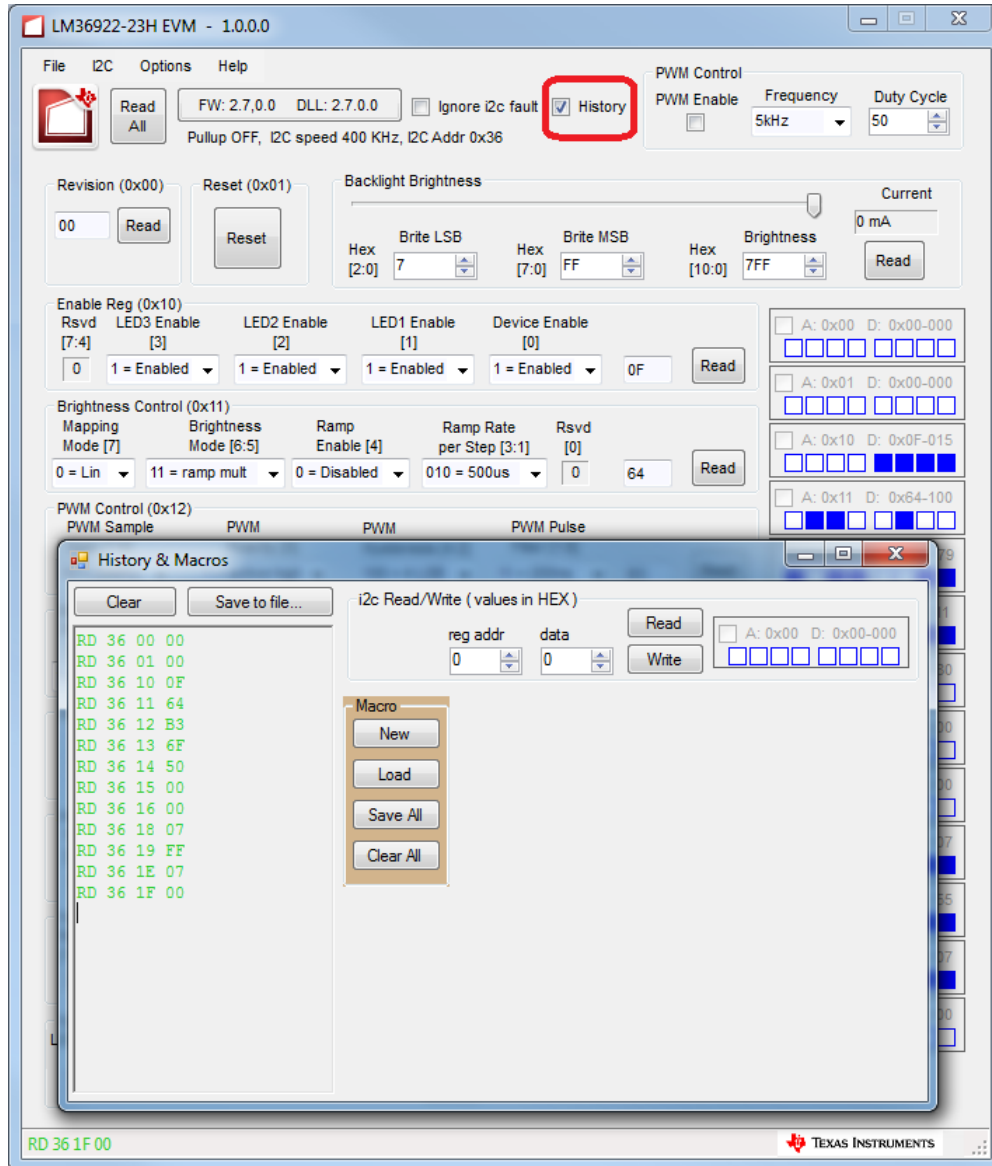 LM36922-23H EVM - 1.0.0.0
File I2C Options Help
Read All
FW: 2.7,0.0 DLL: 2.7.0.0
Ignore i2c fault
History
Pullup OFF, I2C speed 400 KHz, I2C Addr 0x36
PWM Control
PWM Enable Frequency Duty Cycle
5kHz 50
Revision (0x00)
00 Read
Reset (0x01)
Reset
Backlight Brightness
Current
0 mA
Brite LSB Brite MSB Brightness
Hex [2:0] 7
Hex [7:0] FF
Hex [10:0] 7FF
Read
Enable Reg (0x10)
Rsvd LED3 Enable LED2 Enable LED1 Enable Device Enable
[7:4] [3] [2] [1] [0]
0 1 = Enabled 1 = Enabled 1 = Enabled 1 = Enabled 0F Read
Brightness Control (0x11)
Mapping Brightness Ramp Ramp Rate Rsvd
Mode [7] Mode [6:5] Enable [4] per Step [3:1] [0]
0 = Lin 11 = ramp mult 0 = Disabled 010 = 500us 0 64 Read
PWM Control (0x12)
PWM Sample PWM PWM PWM Pulse
A: 0x00 D: 0x00-000
A: 0x01 D: 0x00-000
A: 0x10 D: 0x0F-015
A: 0x11 D: 0x64-100
History & Macros
Clear Save to file...
RD 36 00 00
RD 36 01 00
RD 36 10 0F
RD 36 11 64
RD 36 12 B3
RD 36 13 6F
RD 36 14 50
RD 36 15 00
RD 36 16 00
RD 36 18 07
RD 36 19 FF
RD 36 1E 07
RD 36 1F 00
i2c Read/Write ( values in HEX )
reg addr data
0 0
Read
Write
A: 0x00 D: 0x00-000
Macro
New
Load
Save All
Clear All
RD 36 1F 00
TEXAS INSTRUMENTS